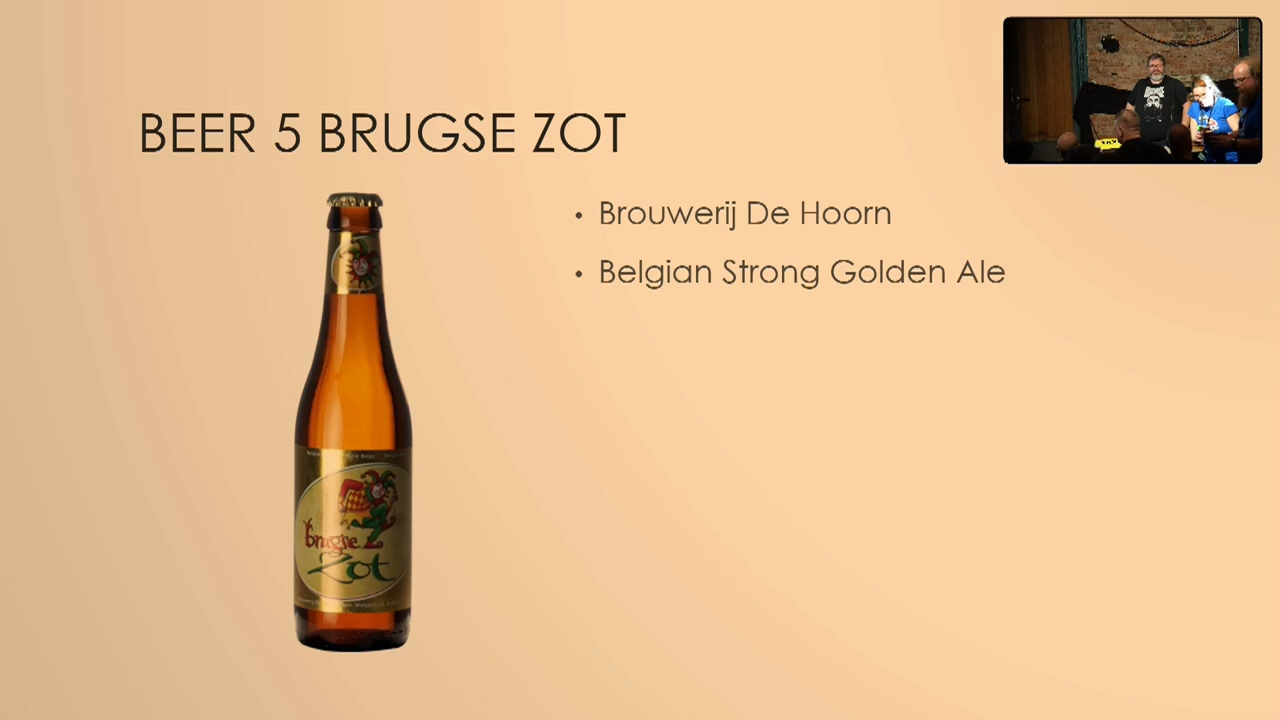 BEER 5 BRUGSE ZOT
• Brouwerij De Hoorn
• Belgian Strong Golden Ale
brugse
Zot